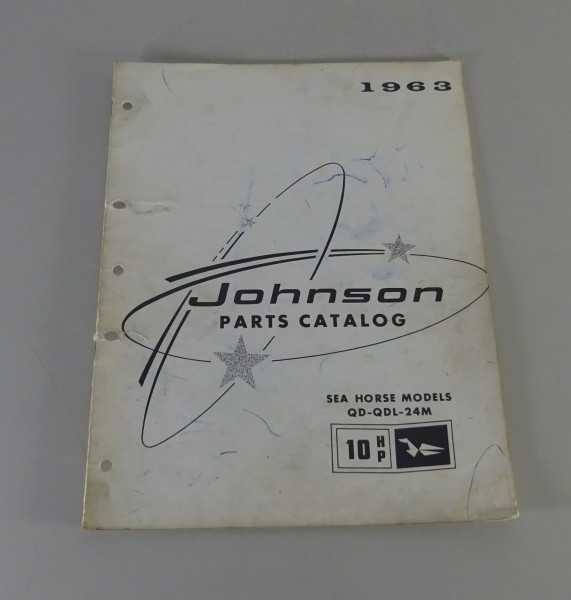 1963
Johnson
PARTS CATALOG
SEA HORSE MODELS
QD-QDL-24M
10 HP